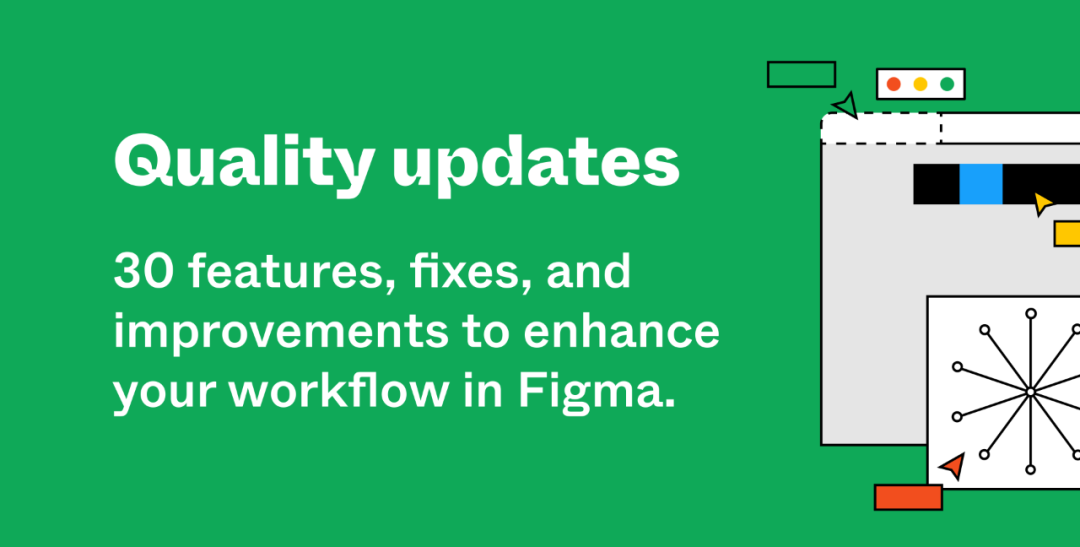 Quality updates
30 features, fixes, and
improvements to enhance
your workflow in Figma.